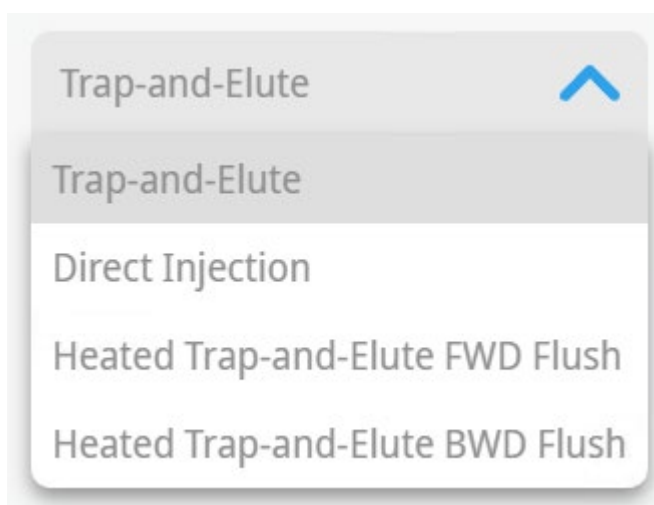 Trap-and-Elute
Trap-and-Elute
Direct Injection
Heated Trap-and-Elute FWD Flush
Heated Trap-and-Elute BWD Flush